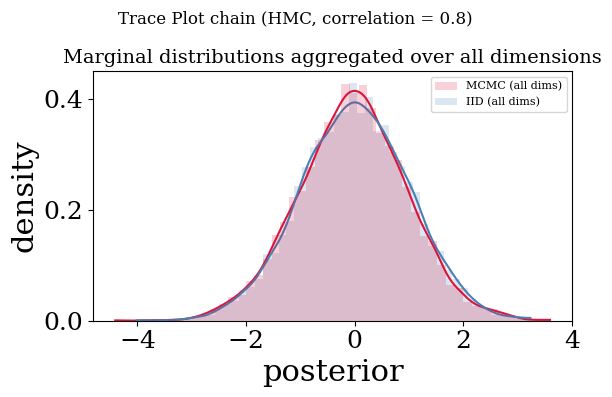 Trace Plot chain (HMC, correlation = 0.8)
Marginal distributions aggregated over all dimensions
MCMC (all dims)
IID (all dims)
density
0.4
0.2
0.0
−4 −2 0 2 4
posterior